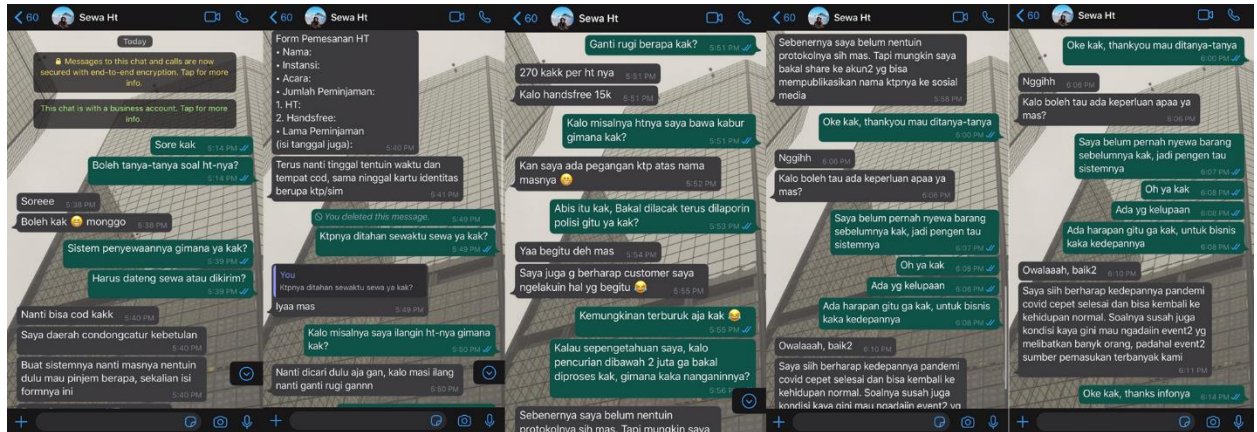 60 Sewa Ht
Today
Messages to this chat and calls are now
secured with end-to-end encryption. Tap for more
info.
This chat is with a business account. Tap for more
info.
Sore kak 5:14 PM
Boleh tanya-tanya soal ht-nya?
5:14 PM
Soreee 5:38 PM
Boleh kak 😄 monggo 5:38 PM
Sistem penyewaannya gimana ya kak?
5:39 PM
Harus dateng sewa atau dikirim?
5:39 PM
Nanti bisa cod kakk 5:40 PM
Saya daerah condongcatur kebetulan
5:40 PM
Buat sistemnya nanti masnya nentuin
dulu mau pinjem berapa, sekalian isi
formnya ini 5:40 PM
60 Sewa Ht
Form Pemesanan HT
• Nama:
• Instansi:
• Acara:
• Jumlah Peminjaman:
1. HT:
2. Handsfree:
• Lama Peminjaman
(isi tanggal juga): 5:40 PM
Terus nanti tinggal tentuin waktu dan
tempat cod, sama ninggal kartu identitas
berupa ktp/sim 5:41 PM
You deleted this message. 5:49 PM
Ktpnya ditahan sewaktu sewa ya kak?
5:49 PM
You
Ktpnya ditahan sewaktu sewa ya kak?
Iyaa mas 5:49 PM
Kalo misalnya saya ilangin ht-nya gimana
kak? 5:50 PM
Nanti dicari dulu aja gan, kalo masi ilang
nanti ganti rugi gannn 5:50 PM
60 Sewa Ht
Ganti rugi berapa kak? 5:51 PM
270 kakk per ht nya 5:51 PM
Kalo handsfree 15k 5:51 PM
Kalo misalnya htnya saya bawa kabur
gimana kak? 5:51 PM
Kan saya ada pegangan ktp atas nama
masnya 😄 5:52 PM
Abis itu kak, Bakal dilacak terus dilaporin
polisi gitu ya kak? 5:53 PM
Yaa begitu deh mas 5:54 PM
Saya juga g berharap customer saya
ngelakuin hal yg begitu 😂 5:55 PM
Kemungkinan terburuk aja kak 😂
5:55 PM
Kalau sepengetahuan saya, kalo
pencurian dibawah 2 juta ga bakal
diproses kak, gimana kaka nanganinnya?
5:56 P
Sebenernya saya belum nentuin
protokolnya sih mas. Tapi mungkin saya
60 Sewa Ht
Sebenernya saya belum nentuin
protokolnya sih mas. Tapi mungkin saya
bakal share ke akun2 yg bisa
mempublikasikan nama ktpnya ke sosial
media 5:58 PM
Oke kak, thankyou mau ditanya-tanya
6:00 PM
Nggihh 6:06 PM
Kalo boleh tau ada keperluan apaa ya
mas? 6:06 PM
Saya belum pernah nyewa barang
sebelumnya kak, jadi pengen tau
sistemnya 6:07 PM
Oh ya kak 6:08 PM
Ada yg kelupaan 6:08 PM
Ada harapan gitu ga kak, untuk bisnis
kaka kedepannya 6:08 PM
Owalaaah, baik2 6:10 PM
Saya siih berharap kedepannya pandemi
covid cepet selesai dan bisa kembali ke
kehidupan normal. Soalnya susah juga
kondisi kaya gini mau ngadaiin event2 yg
60 Sewa Ht
Oke kak, thankyou mau ditanya-tanya
6:00 PM
Nggihh 6:06 PM
Kalo boleh tau ada keperluan apaa ya
mas? 6:06 PM
Saya belum pernah nyewa barang
sebelumnya kak, jadi pengen tau
sistemnya 6:07 PM
Oh ya kak 6:08 PM
Ada yg kelupaan 6:08 PM
Ada harapan gitu ga kak, untuk bisnis
kaka kedepannya 6:08 PM
Owalaaah, baik2 6:10 PM
Saya siih berharap kedepannya pandemi
covid cepet selesai dan bisa kembali ke
kehidupan normal. Soalnya susah juga
kondisi kaya gini mau ngadaiin event2 yg
melibatkan banyk orang, padahal event2
sumber pemasukan terbanyak kami
6:11 PM
Oke kak, thanks infonya 6:14 PM